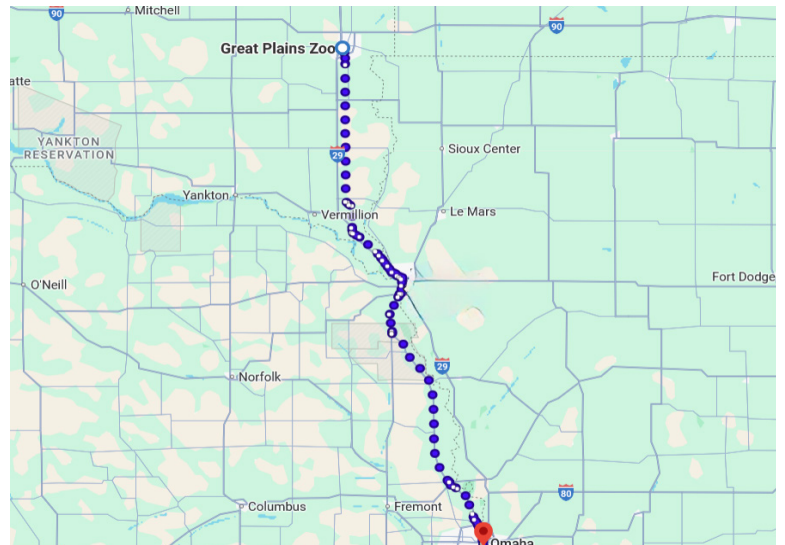 90
Mitchell
90
Great Plains Zoo
atte
YANKTON
RESERVATION
29
Sioux Center
Yankton
Vermillion
Le Mars
O'Neill
Fort Dodge
29
Norfolk
80
Columbus
Fremont
Omaha